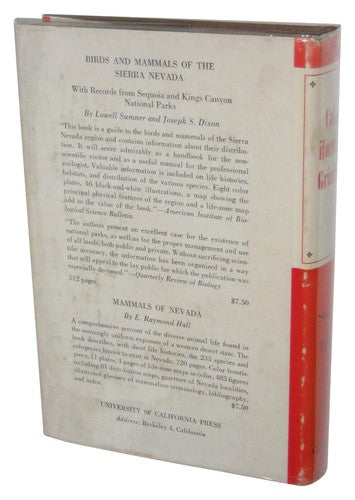 BIRDS AND MAMMALS OF THE
SIERRA NEVADA
With Records from Sequoia and Kings Canyon
National Parks
By Lowell Sumner and Joseph S. Dixon
"This book is a guide to the birds and mammals of the Sierra
Nevada region and contains information about their distribu-
tion. It will serve admirably as a handbook for the non-
scientific visitor and as a useful manual for the professional
zoologist. Valuable information is included on life histories,
habitats, and distribution of the various species. Eight color
plates, 46 black-and-white illustrations, a map showing the
principal physical features of the region and a life-zone map
add to the value of the book."—American Institute of Bio-
logical Science Bulletin
"The authors present an excellent case for the existence of
national parks, as well as for the proper management and use
of all lands; both public and private. Without sacrificing scien-
tific accuracy, the information has been organized in a way
that will appeal to the lay public for which the publication was
especially designed."—Quarterly Review of Biology
512 pages. $7.50
MAMMALS OF NEVADA
By E. Raymond Hall
A comprehensive account of the diverse animal life found in
the seemingly uniform expanses of a western desert state. The
book describes, with short life histories, the 233 species and
subspecies known to exist in Nevada. 720 pages. Color frontis-
piece, 11 plates, 4 pages of life-zone maps in color, 485 figures
including 81 distribution maps, gazetteer of Nevada localities,
illustrated glossary of mammalian terminology, bibliography,
and index. $7.50
UNIVERSITY OF CALIFORNIA PRESS
Address: Berkeley 4, California